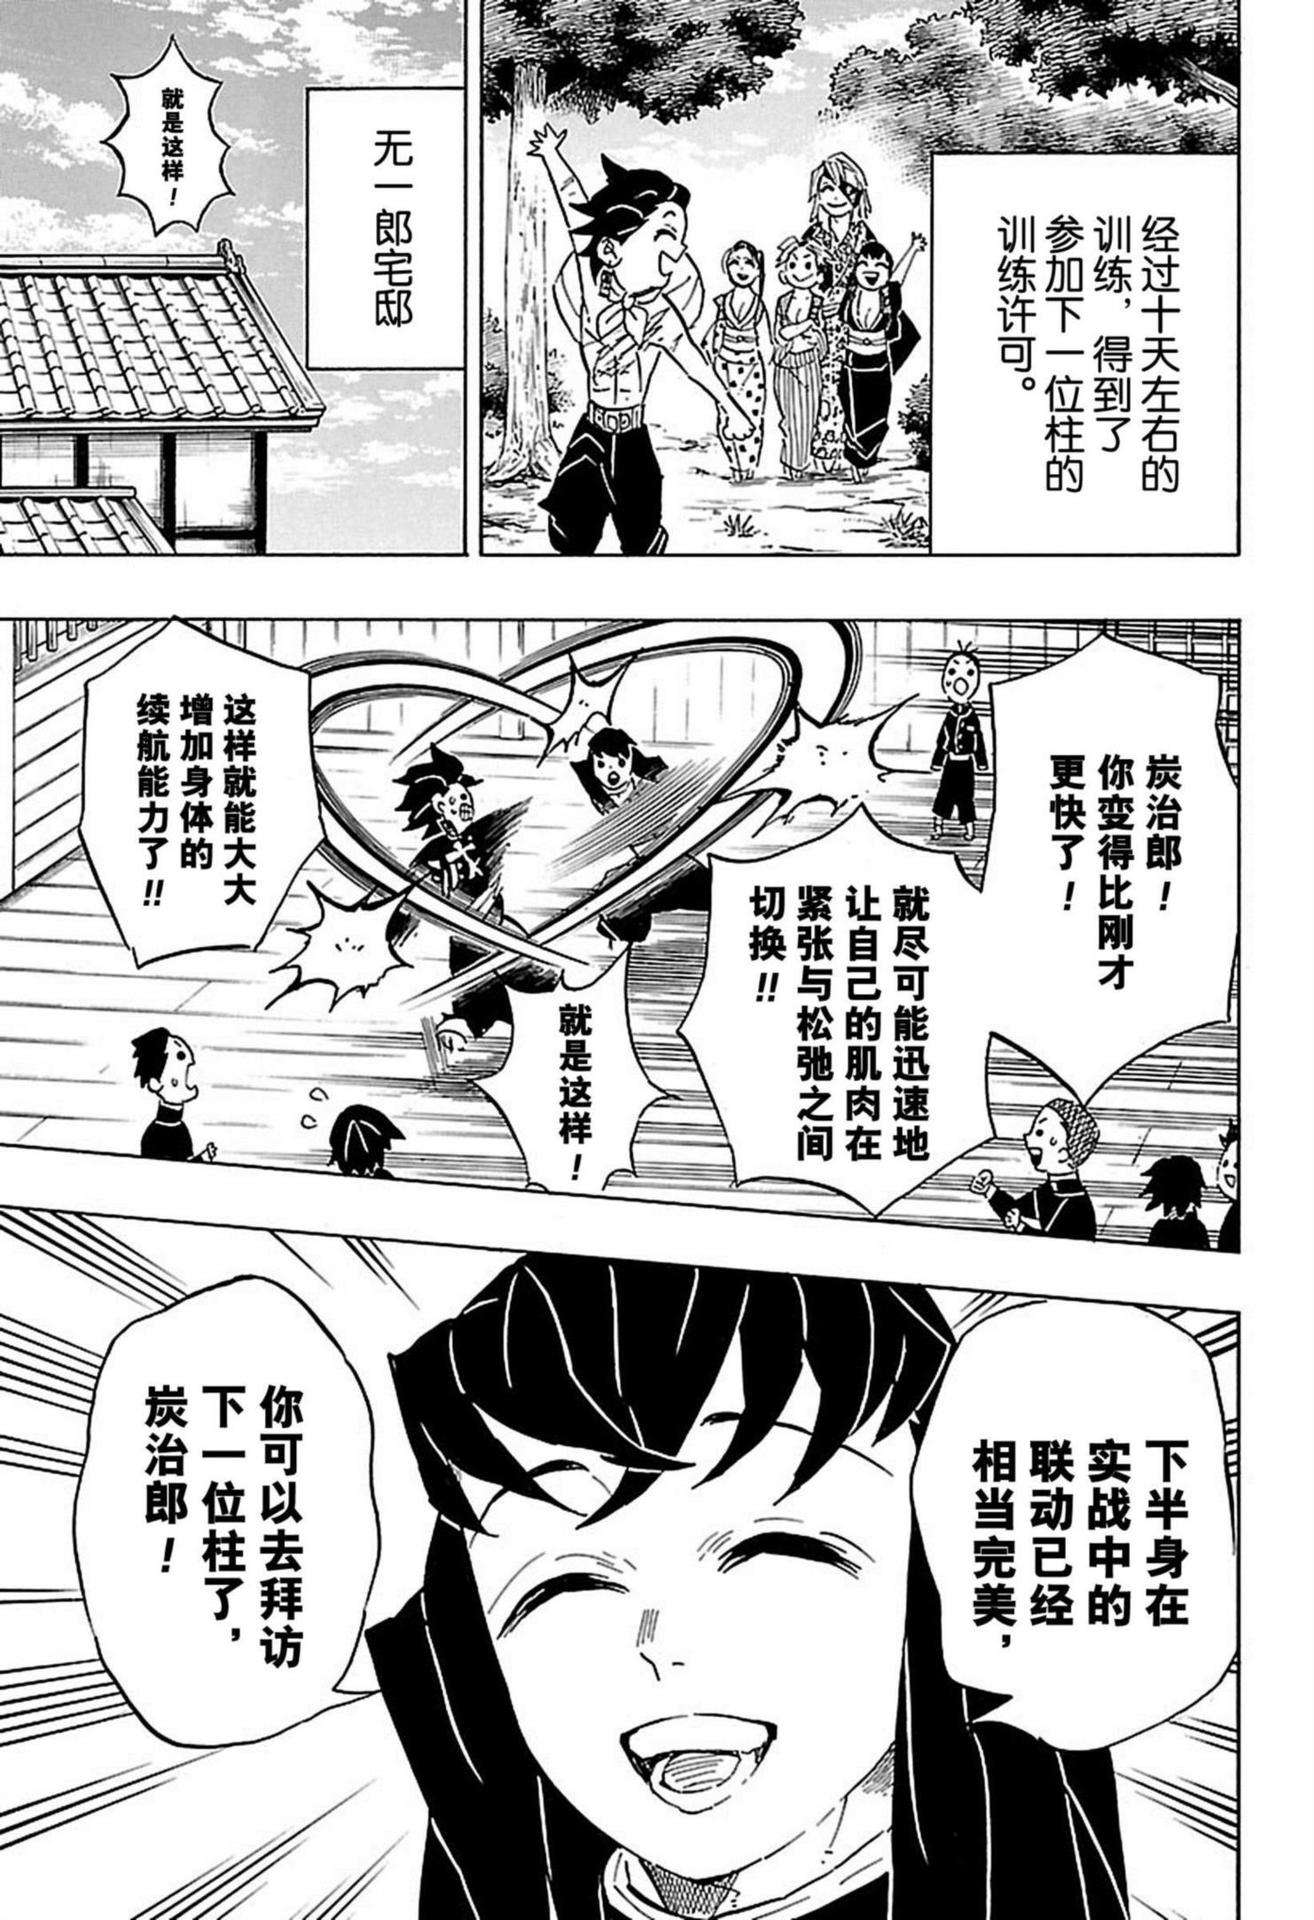 经过十天左右的
训练，得到了
参加下一位柱的
训练许可。
无一郎宅邸
就是这样！
炭治郎！
你变得比刚才
更快了！
就尽可能迅速地
让自己的肌肉在
紧张与松弛之间
切换!!
就是这样！
这样就能大大
增加身体的
续航能力了!!
下半身在
实战中的
联动已经
相当完美，
你可以去拜访
下一位柱了，
炭治郎！